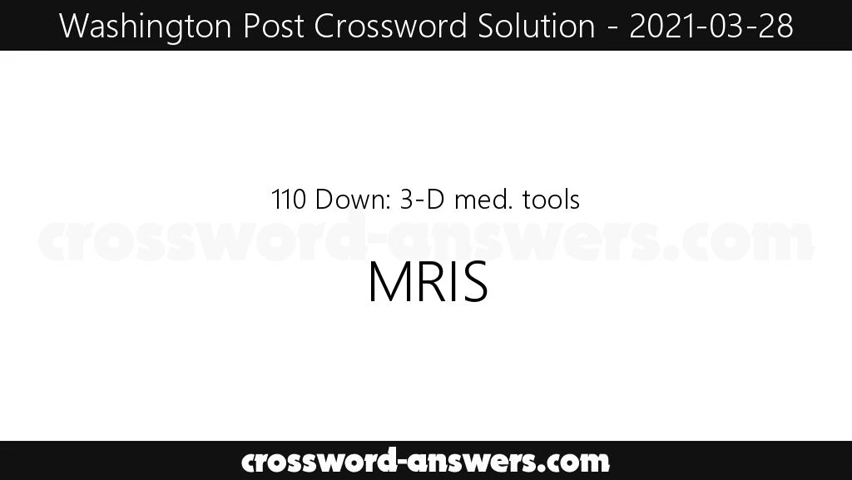 Washington Post Crossword Solution - 2021-03-28
110 Down: 3-D med. tools
crossword-answers.com
MRIS
crossword-answers.com